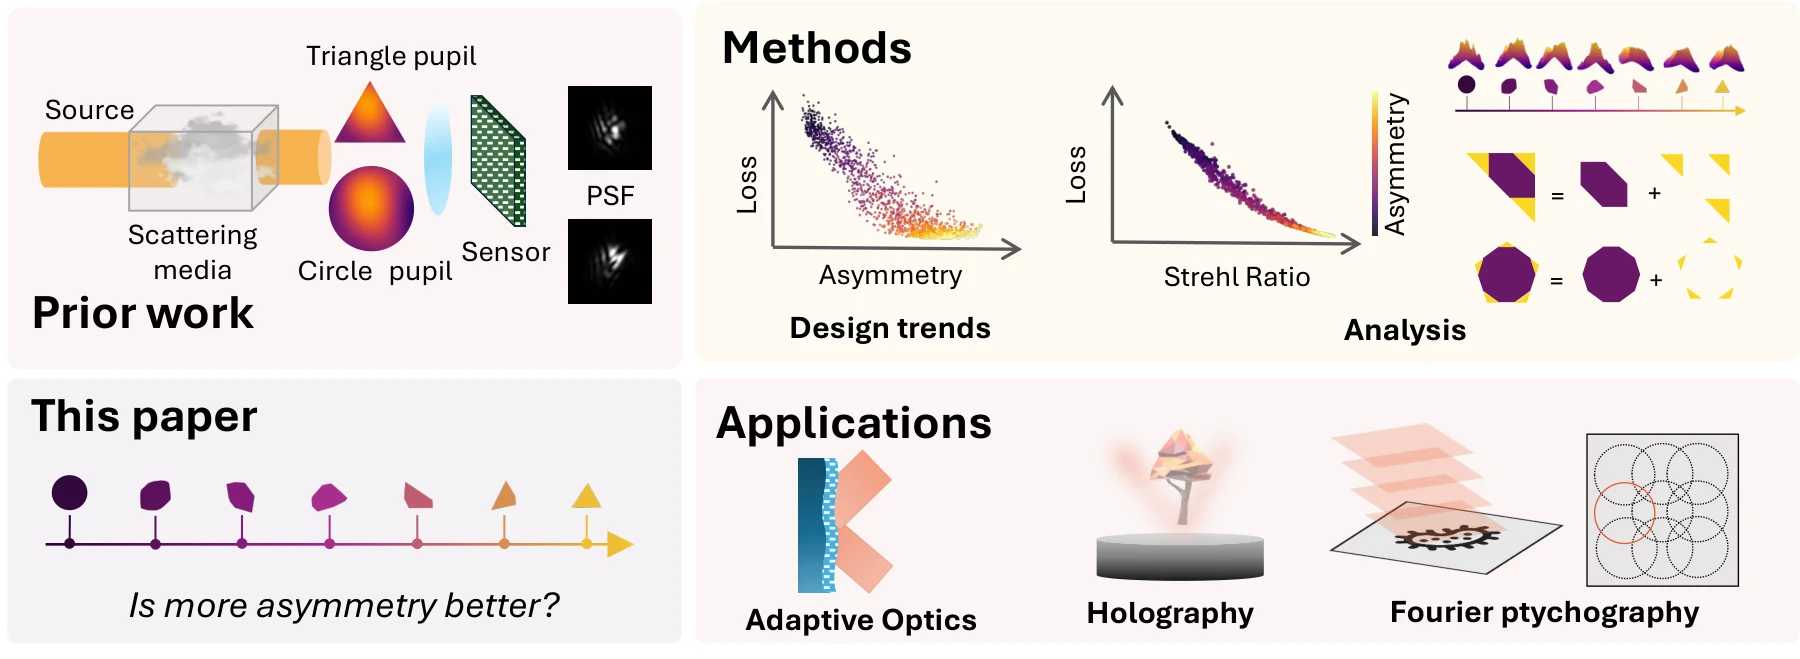 Triangle pupil
Source
Scattering
media
Circle pupil
Sensor
PSF
Prior work
Methods
Loss
Asymmetry
Design trends
Loss
Strehl Ratio
Asymmetry
=
+
=
+
Analysis
This paper
Is more asymmetry better?
Applications
Adaptive Optics
Holography
Fourier ptychography